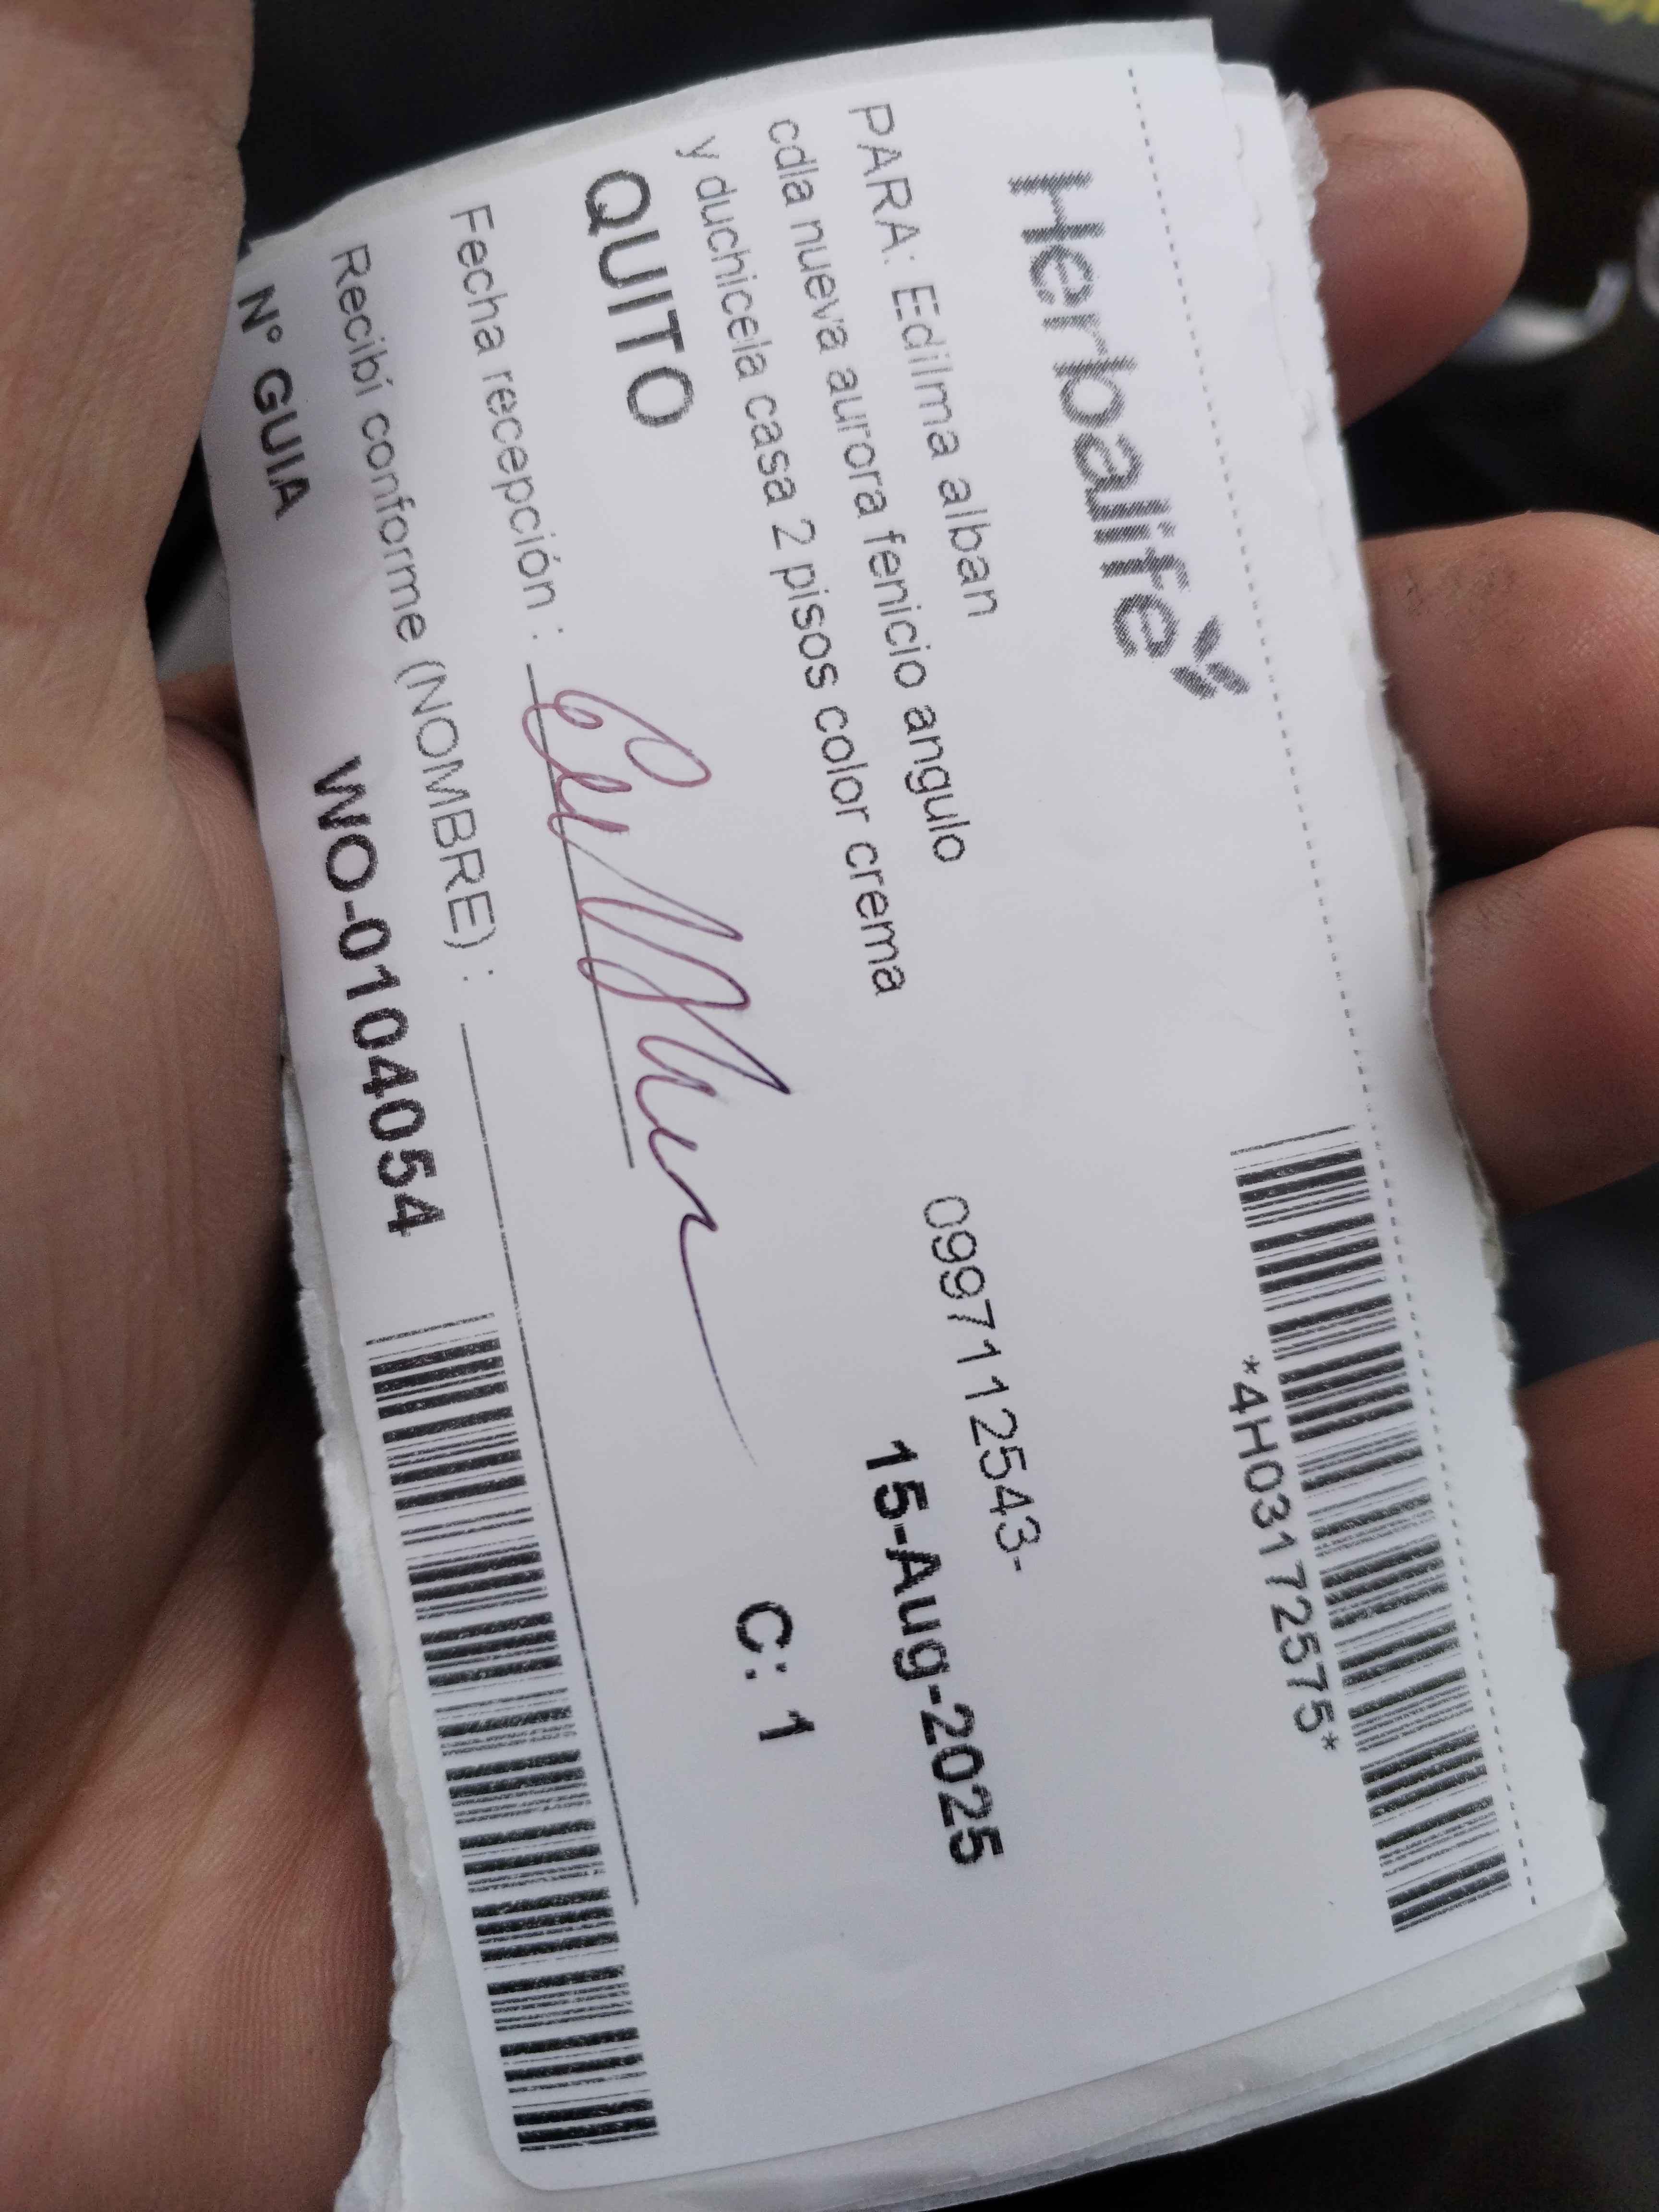 Herbalife
*4H03172575*
PARA: Edilma alban
0997112543-
cdla nueva aurora fenicio angulo
y duchicela casa 2 pisos color crema
15-Aug-2025
QUITO
C: 1
Fecha recepción :
Recibí conforme (NOMBRE) :
N° GUIA WO-0104054